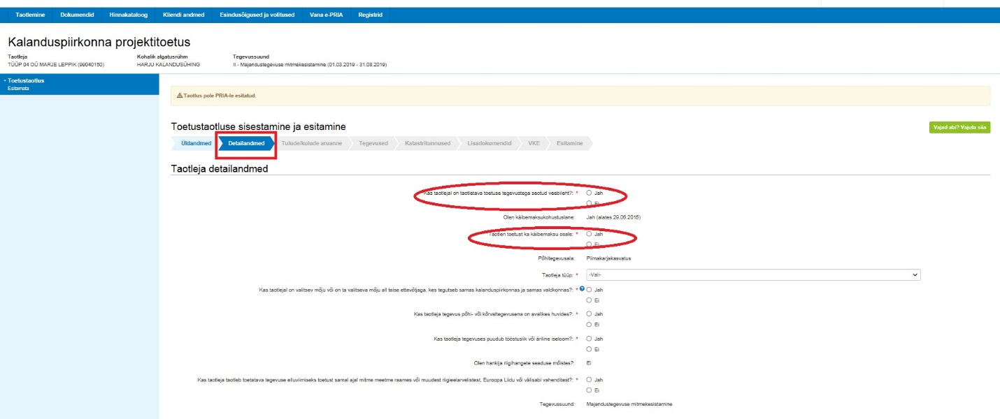 Taotlemine Dokumendid Hinnakataloog Kliendi andmed Esindusõigused ja volitused Vana e-PRIA Registrid
Kalanduspiirkonna projektitoetus
Taotleja Kohalik algatusrühm Tegevussuund
TÜÜP 04 OÜ MARJE LEPPIK (99040150) HARJU KALANDUSÜHING II - Majandustegevuse mitmekesistamine (01.03.2019 - 31.08.2019)
Toetustaotlus
Esitamata
Taotlus pole PRIA-le esitatud.
Toetustaotluse sisestamine ja esitamine
Vajad abi? Vajuta siia
Üldandmed Detailandmed Tulude/kulude aruanne Tegevused Katastritunnused Lisadokumendid VKE Esitamine
Taotleja detailandmed
Kas taotlejal on taotletava toetuse tegevustega seotud veebileht?: * Jah
Ei
Olen käibemaksukohustuslane: Jah (alates 29.06.2015)
Taotlen toetust ka käibemaksu osale: * Jah
Ei
Põhitegevusala: Piimakarjakasvatus
Taotleja tüüp: * -Vali-
Kas taotlejal on valitsev mõju või on ta valitseva mõju all teise ettevõtjaga, kes tegutseb samas kalanduspiirkonnas ja samas valdkonnas?: * ? Jah
Ei
Kas taotleja tegevus põhi- või kõrvaltegevusena on avalikes huvides?: * Jah
Ei
Kas taotleja tegevuses puudub tööstuslik või äriline iseloom?: * Jah
Ei
Olen hankija riigihangete seaduse mõistes?: Ei
Kas taotleja taotleb toetatava tegevuse elluviimiseks toetust samal ajal mitme meetme raames või muudest riigieelarvelistest, Euroopa Liidu või välisabi vahenditest?: * Jah
Ei
Tegevussuund: Majandustegevuse mitmekesistamine